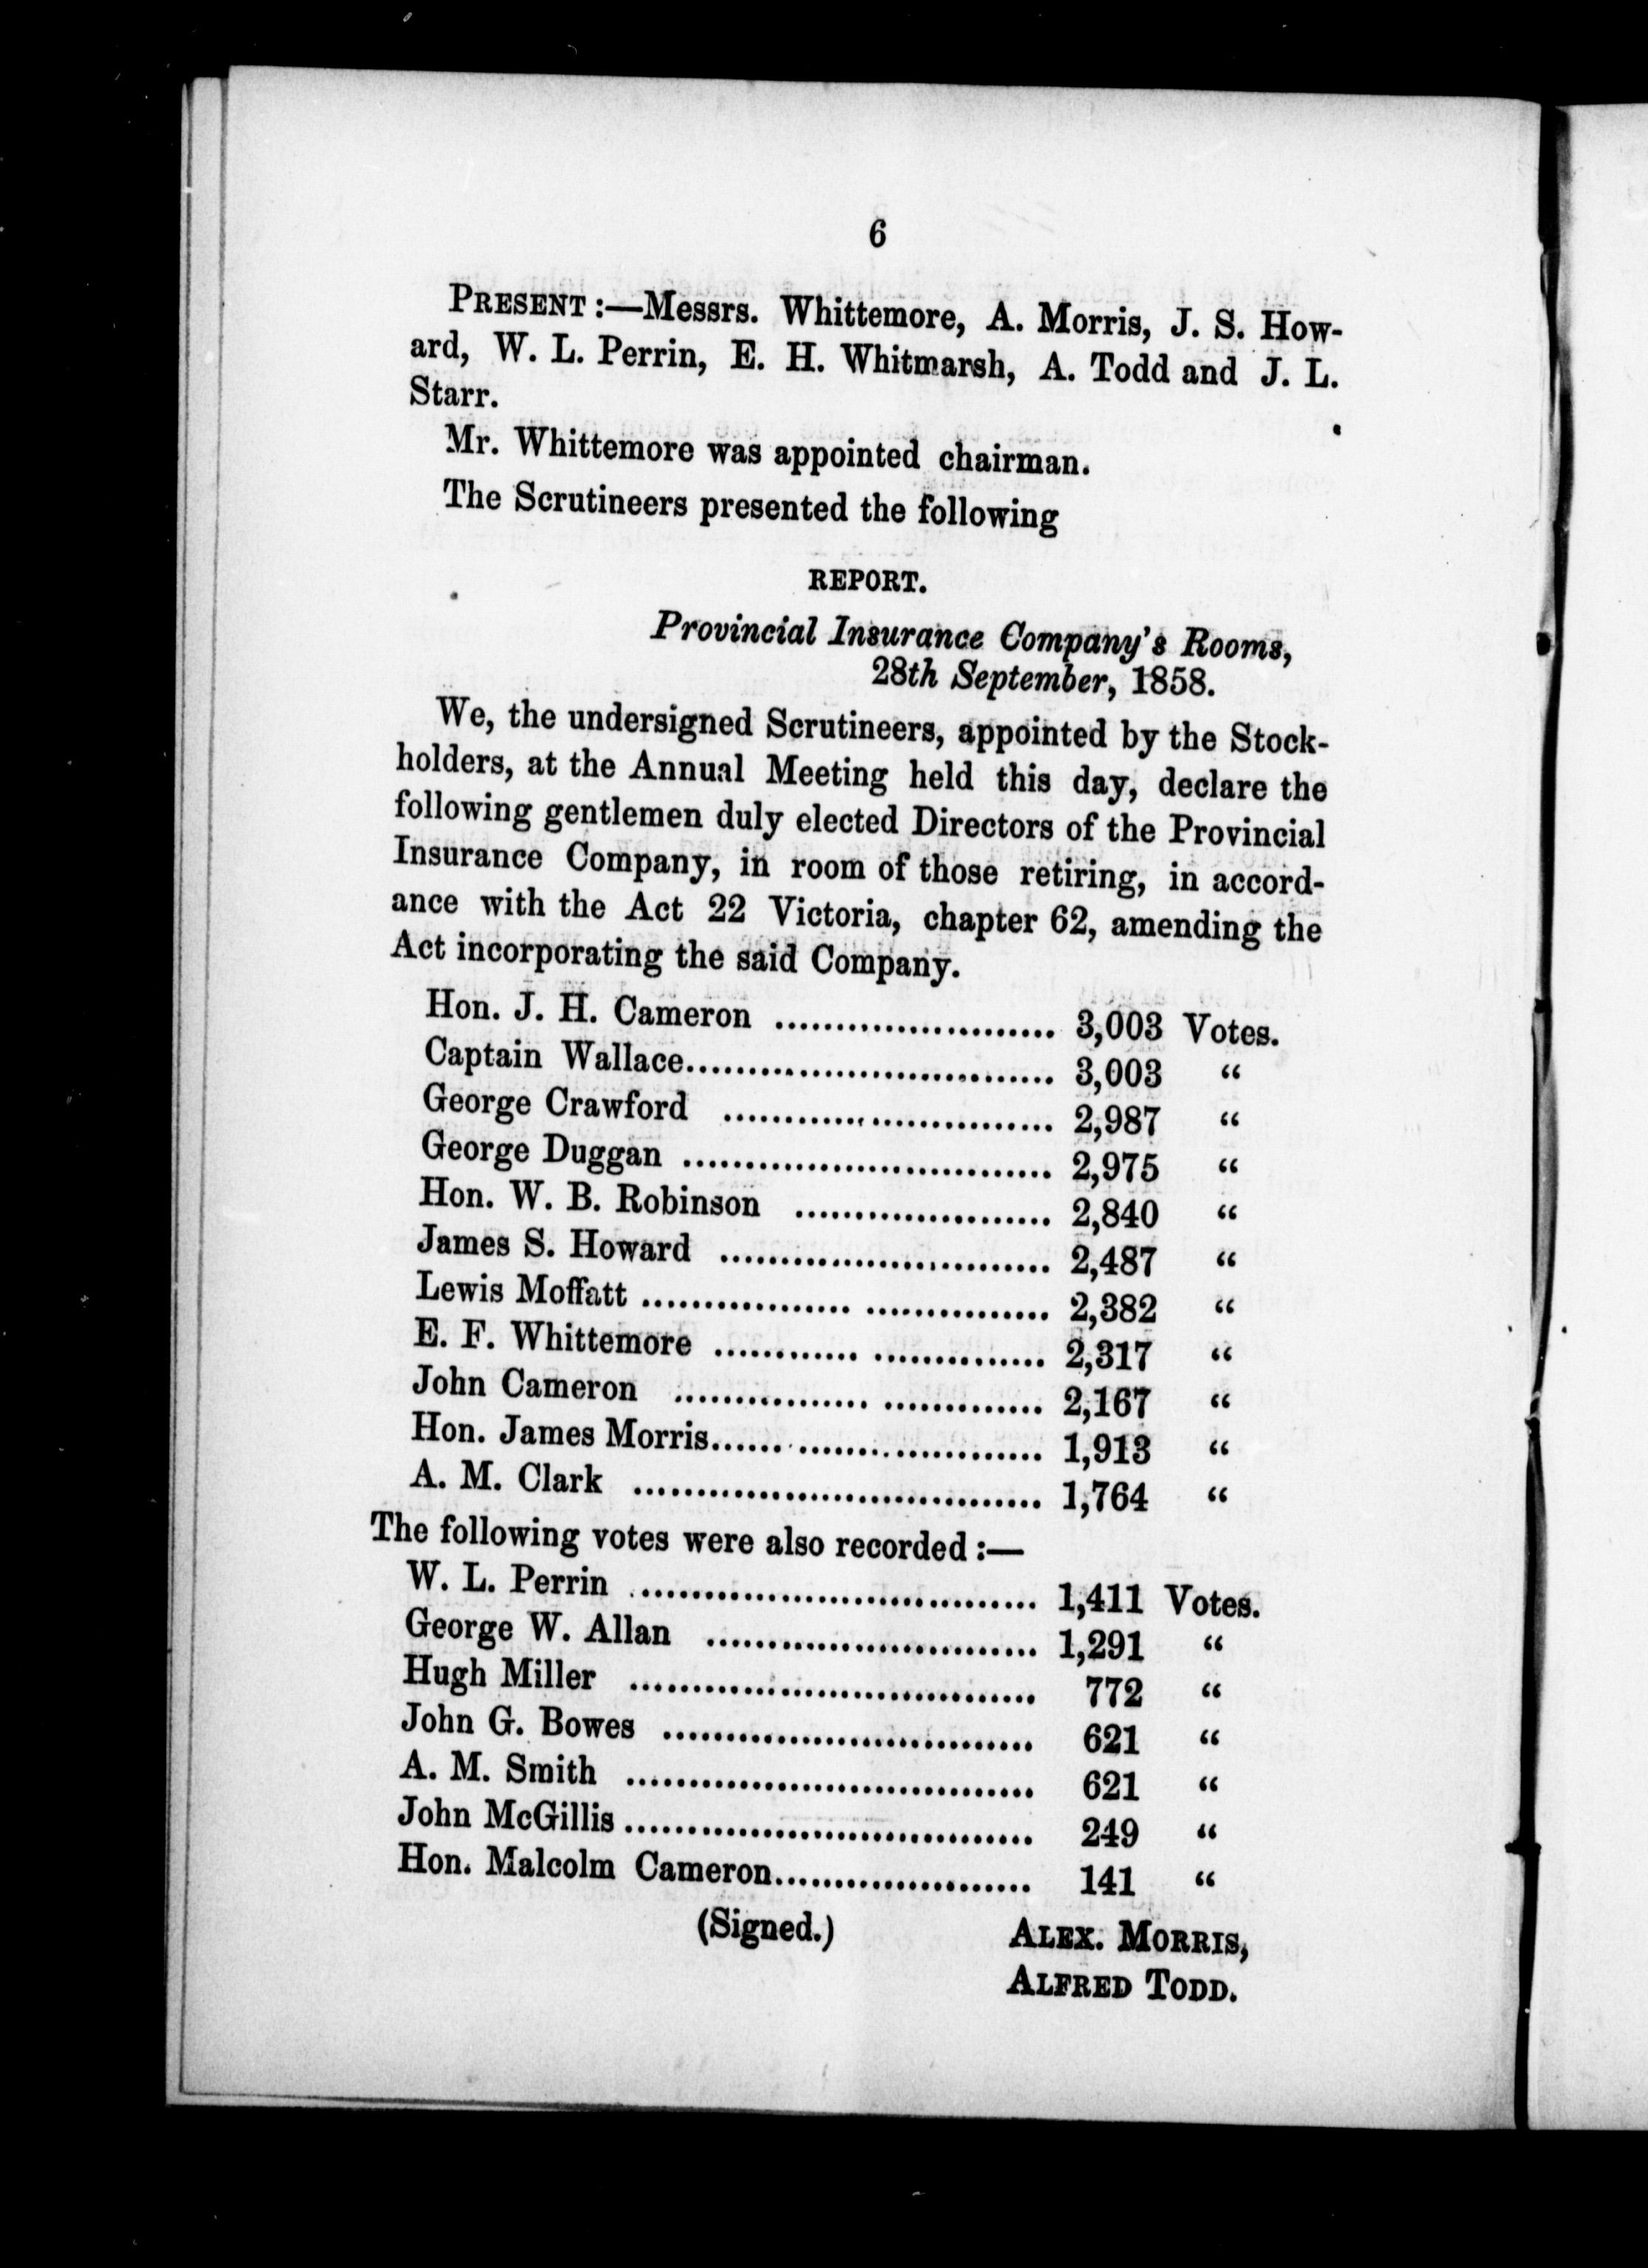 6
PRESENT :—Messrs. Whittemore, A. Morris, J. S. How-
ard, W. L. Perrin, E. H. Whitmarsh, A. Todd and J. L.
Starr.
Mr. Whittemore was appointed chairman.
The Scrutineers presented the following
REPORT.
Provincial Insurance Company's Rooms,
28th September, 1858.
We, the undersigned Scrutineers, appointed by the Stock-
holders, at the Annual Meeting held this day, declare the
following gentlemen duly elected Directors of the Provincial
Insurance Company, in room of those retiring, in accord-
ance with the Act 22 Victoria, chapter 62, amending the
Act incorporating the said Company.
Hon. J. H. Cameron ....................... 3,003 Votes.
Captain Wallace.............................. 3,003 “
George Crawford ........................... 2,987 “
George Duggan .............................. 2,975 “
Hon. W. B. Robinson ..................... 2,840 “
James S. Howard ........................... 2,487 “
Lewis Moffatt ................. ............... 2,382 “
E. F. Whittemore ............ .............. 2,317 “
John Cameron ................ ............. 2,167 “
Hon. James Morris...... .................... 1,913 “
A. M. Clark ................................. 1,764 “
The following votes were also recorded :—
W. L. Perrin ................................. 1,411 Votes.
George W. Allan ........................... 1,291 “
Hugh Miller ................................. 772 “
John G. Bowes .............................. 621 “
A. M. Smith ................................. 621 “
John McGillis ................................. 249 “
Hon. Malcolm Cameron..................... 141 “
(Signed.) ALEX. MORRIS,
ALFRED TODD.